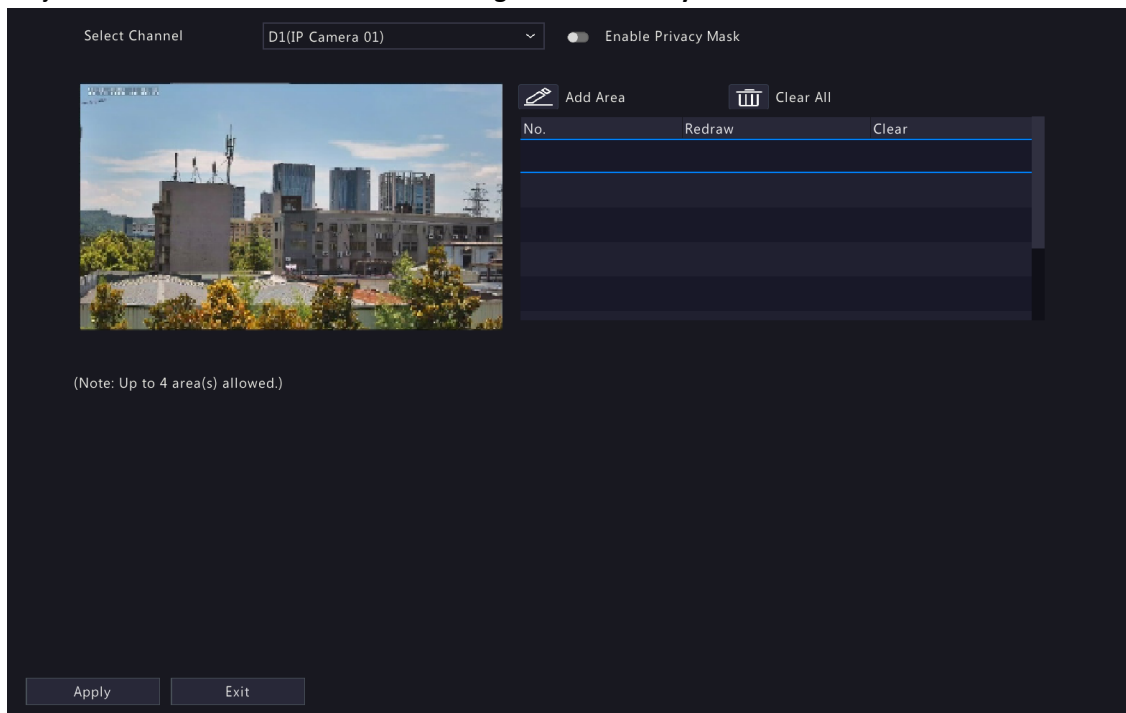 Select Channel D1(IP Camera 01) Enable Privacy Mask
Add Area Clear All
No. Redraw Clear
(Note: Up to 4 area(s) allowed.)
Apply Exit